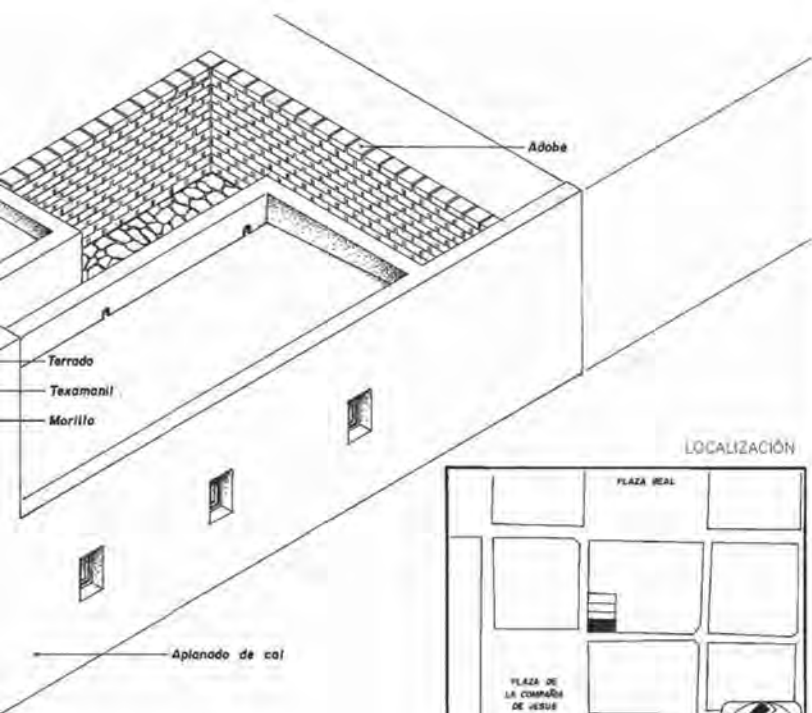 Adobe
Terrado
Texamanil
Morillo
Aplanado de cal
LOCALIZACIÓN
PLAZA REAL
PLAZA DE
LA COMPAÑIA
DE JESUS